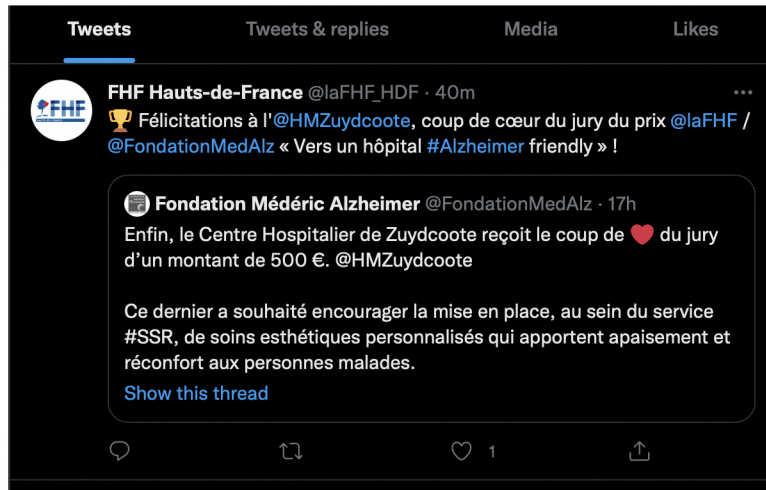 Tweets Tweets & replies Media Likes
FHF Hauts-de-France @laFHF_HDF · 40m
FHF
🏆 Félicitations à l'@HMZuydcoote, coup de cœur du jury du prix @laFHF /
@FondationMedAlz « Vers un hôpital #Alzheimer friendly » !
Fondation Médéric Alzheimer @FondationMedAlz · 17h
Enfin, le Centre Hospitalier de Zuydcoote reçoit le coup de ❤️ du jury
d’un montant de 500 €. @HMZuydcoote
Ce dernier a souhaité encourager la mise en place, au sein du service
#SSR, de soins esthétiques personnalisés qui apportent apaisement et
réconfort aux personnes malades.
Show this thread
1